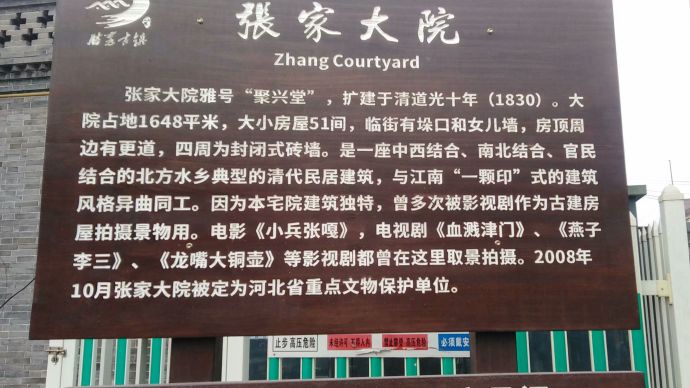 張家大院
Zhang Courtyard
张家大院雅号“聚兴堂”，扩建于清道光十年（1830）。大
院占地1648平米，大小房屋51间，临街有垛口和女儿墙，房顶周
边有更道，四周为封闭式砖墙。是一座中西结合、南北结合、官民
结合的北方水乡典型的清代民居建筑，与江南“一颗印”式的建筑
风格异曲同工。因为本宅院建筑独特，曾多次被影视剧作为古建房
屋拍摄景物用。电影《小兵张嘎》，电视剧《血溅津门》、《燕子
李三》、《龙嘴大铜壶》等影视剧都曾在这里取景拍摄。2008年
10月张家大院被定为河北省重点文物保护单位。
止步 高压危险
未经许可 不得入内
禁止攀登 高压危险
必须戴安